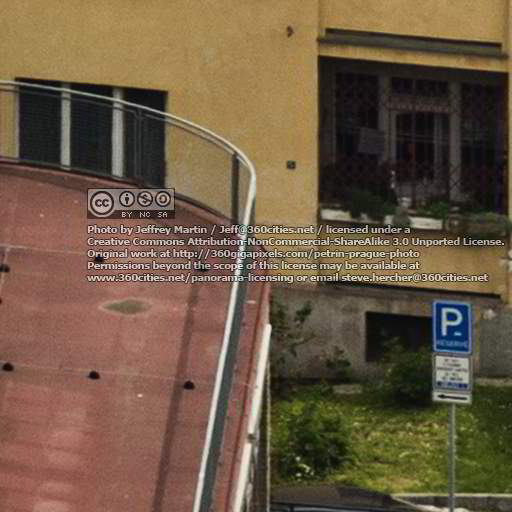 cc
BY NC SA
Photo by Jeffrey Martin / Jeff@360cities.net / licensed under a
Creative Commons Attribution-NonCommercial-ShareAlike 3.0 Unported License.
Original work at http://360gigapixels.com/petrin-prague-photo
Permissions beyond the scope of this license may be available at
www.360cities.net/panorama-licensing or email steve.hercher@360cities.net
P
RESERVÉ